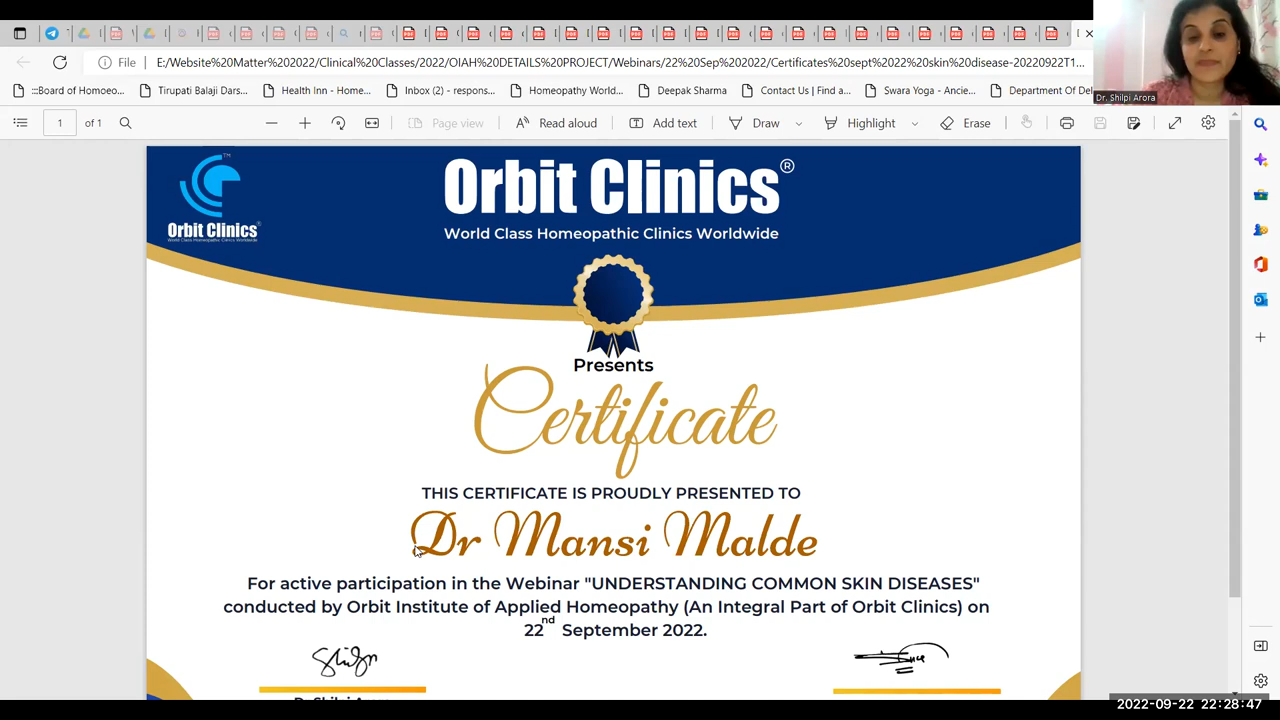 Dr. Shilpi Arora
File
E:/Website%20Matter%202022/Clinical%20Classes/2022/OIAH%20DETAILS%20PROJECT/Webinars/22%20Sep%202022/Certificates%20sept%2022%20skin%20disease-20220922T1...
:::Board of Homoeo...
Tirupati Balaji Dars...
Health Inn - Home...
Inbox (2) - respons...
Homeopathy World...
Deepak Sharma
Contact Us | Find a...
Swara Yoga - Ancie...
Department Of Del
1 of 1
Page view
Read aloud
Add text
Draw
Highlight
Erase
Orbit Clinics®
World Class Homeopathic Clinics Worldwide
TM
Orbit Clinics®
World Class Homeopathic Clinics Worldwide
Presents
Certificate
THIS CERTIFICATE IS PROUDLY PRESENTED TO
Dr Mansi Malde
For active participation in the Webinar "UNDERSTANDING COMMON SKIN DISEASES"
conducted by Orbit Institute of Applied Homeopathy (An Integral Part of Orbit Clinics) on
22nd September 2022.
2022-09-22 22:28:47